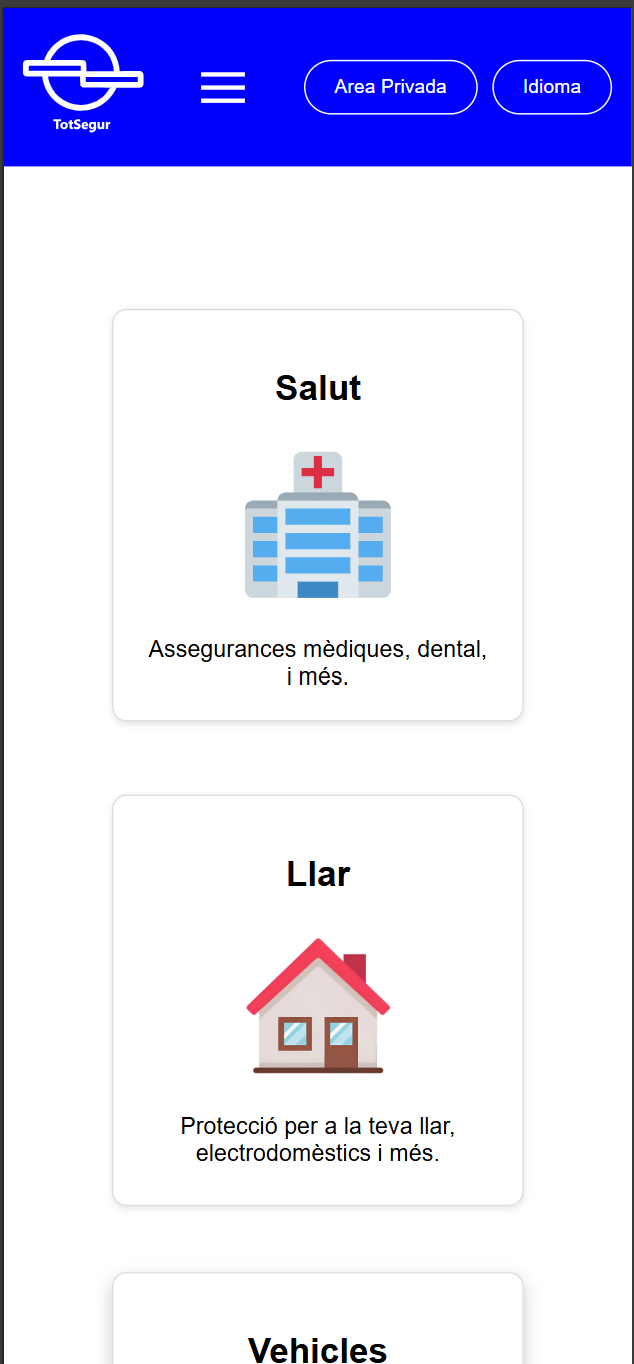 TotSegur
Area Privada
Idioma
Salut
Assegurances mèdiques, dental,
i més.
Llar
Protecció per a la teva llar,
electrodomèstics i més.
Vehicles